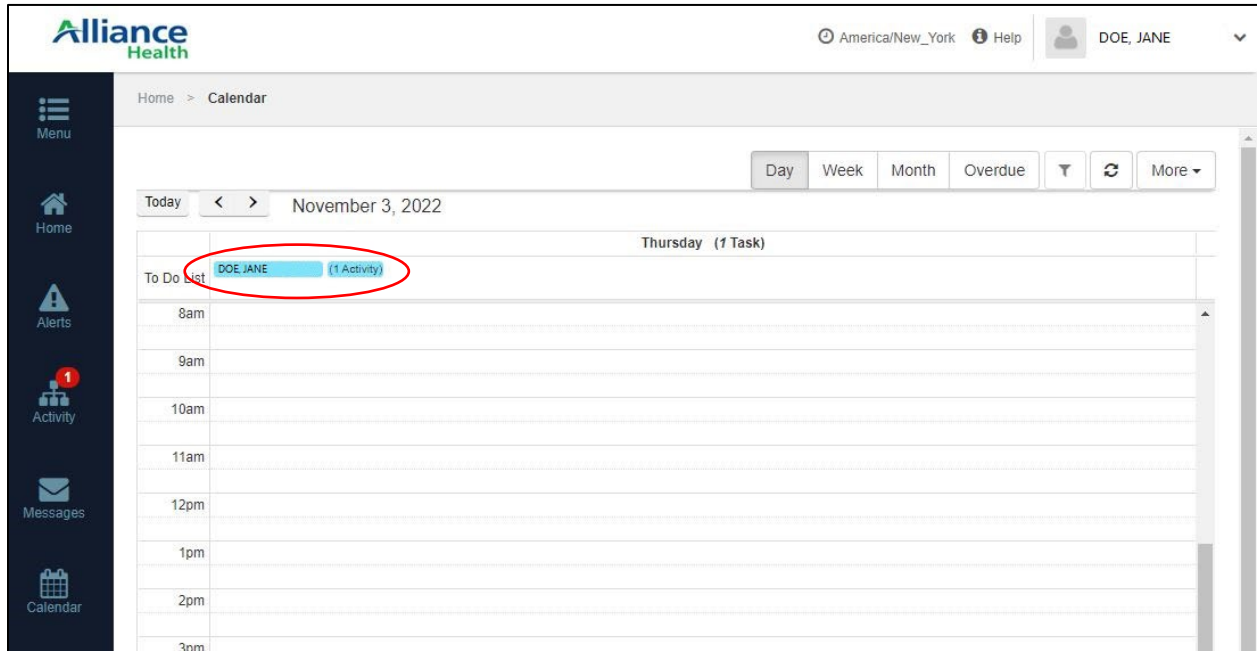 Alliance
Health
America/New_York Help DOE, JANE
Menu
Home > Calendar
Day Week Month Overdue More
Home
Today < > November 3, 2022
Thursday (1 Task)
To Do List DOE, JANE (1 Activity)
Alerts
8am
9am
1
Activity
10am
11am
Messages
12pm
1pm
Calendar
2pm
3pm